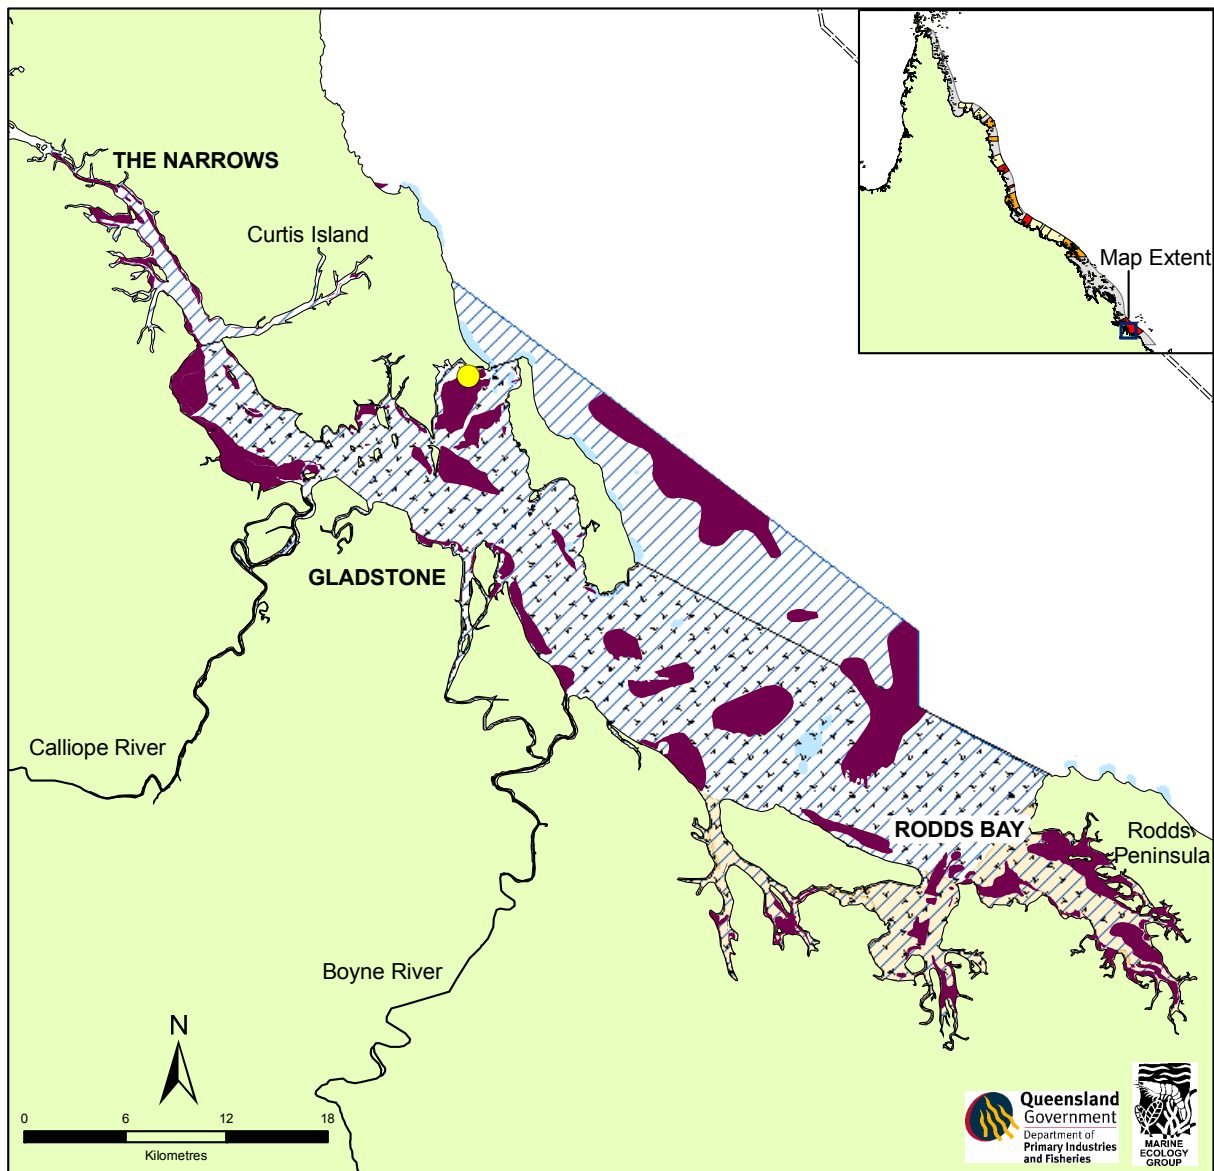 THE NARROWS
Curtis Island
Map Extent
GLADSTONE
Calliope River
RODDS BAY
Rodds
Peninsula
Boyne River
N
0 6 12 18
Kilometres
Queensland
Government
Department of
Primary Industries
and Fisheries
MARINE
ECOLOGY
GROUP